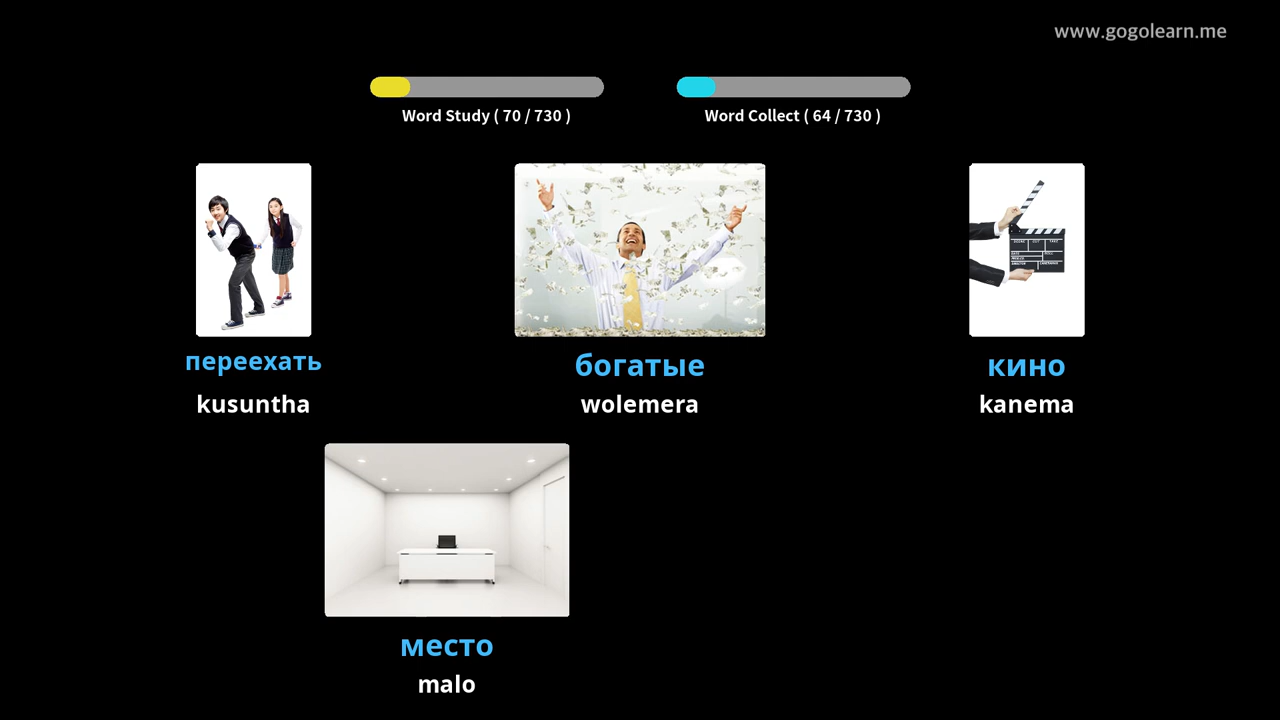 www.gogolearn.me
Word Study ( 70 / 730 )
Word Collect ( 64 / 730 )
переехать
kusuntha
богатые
wolemera
кино
kanema
место
malo